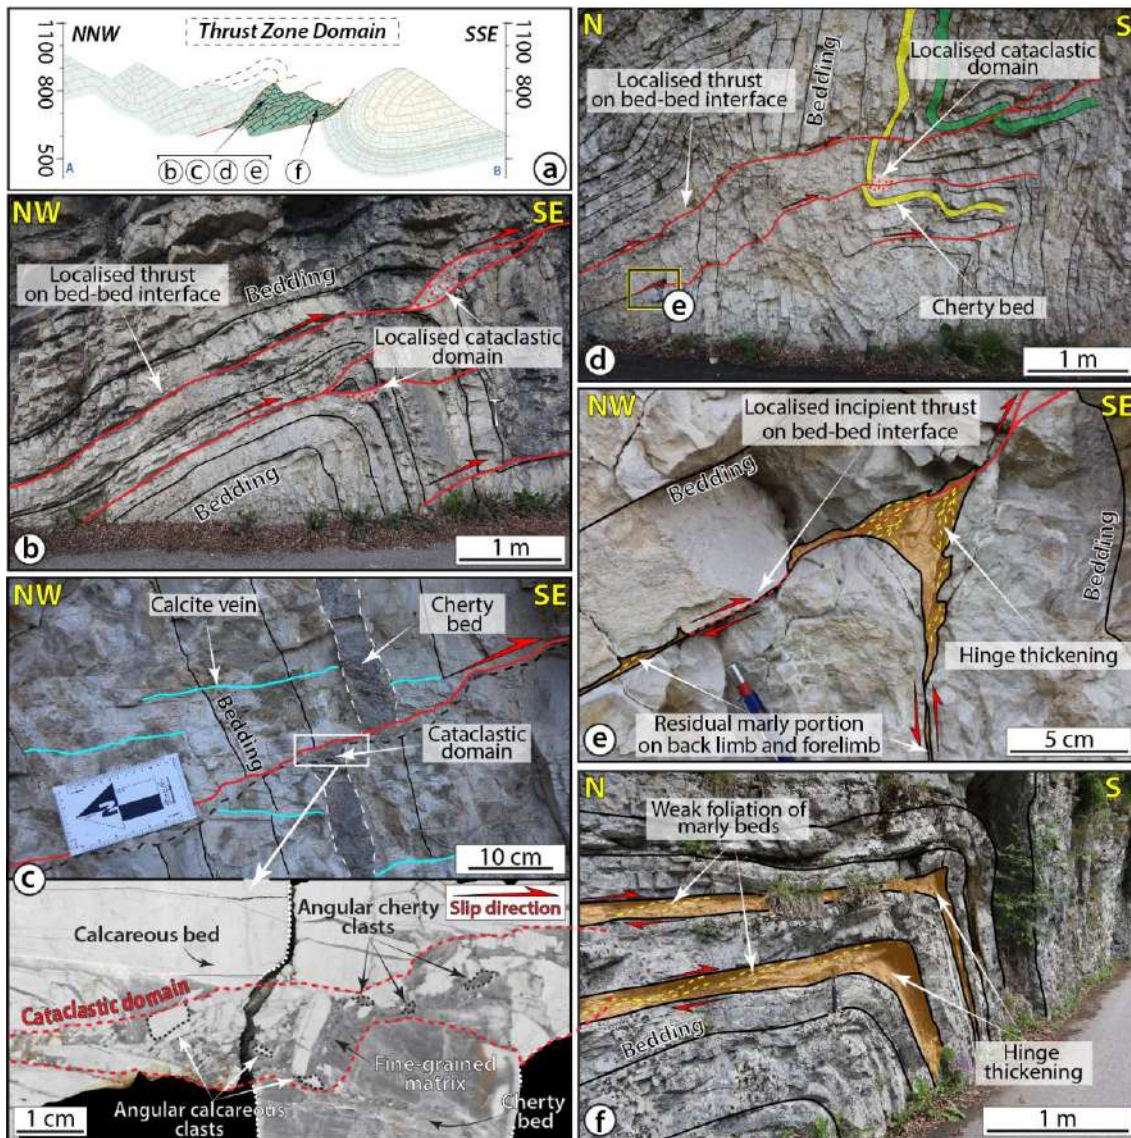 NNW
Thrust Zone Domain
SSE
1100
800
500
1100
800
500
A
B
b
c
d
e
f
a
NW
SE
Localised thrust
on bed-bed interface
Bedding
Localised cataclastic
domain
Bedding
b
1 m
NW
SE
Calcite vein
Cherty
bed
Bedding
Cataclastic
domain
N
10 cm
c
Calcareous bed
Angular cherty
clasts
Slip direction
Cataclastic domain
Fine-grained
matrix
Angular calcareous
clasts
Cherty
bed
1 cm
N
S
Localised thrust
on bed-bed interface
Bedding
Localised cataclastic
domain
e
Cherty bed
d
1 m
NW
SE
Localised incipient thrust
on bed-bed interface
Bedding
Bedding
Hinge thickening
Residual marly portion
on back limb and forelimb
e
5 cm
N
S
Weak foliation of
marly beds
Bedding
Hinge
thickening
f
1 m